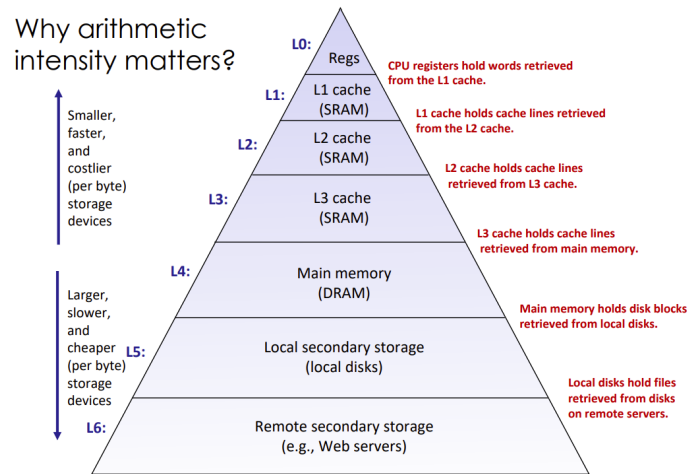 Why arithmetic
intensity matters?
L0:
Regs
CPU registers hold words retrieved
from the L1 cache.
L1:
L1 cache
(SRAM)
L1 cache holds cache lines retrieved
from the L2 cache.
Smaller,
faster,
and
costlier
(per byte)
storage
devices
L2:
L2 cache
(SRAM)
L2 cache holds cache lines
retrieved from L3 cache.
L3:
L3 cache
(SRAM)
L3 cache holds cache lines
retrieved from main memory.
L4:
Main memory
(DRAM)
Main memory holds disk blocks
retrieved from local disks.
Larger,
slower,
and
cheaper
(per byte)
storage
devices
L5:
Local secondary storage
(local disks)
Local disks hold files
retrieved from disks
on remote servers.
L6:
Remote secondary storage
(e.g., Web servers)